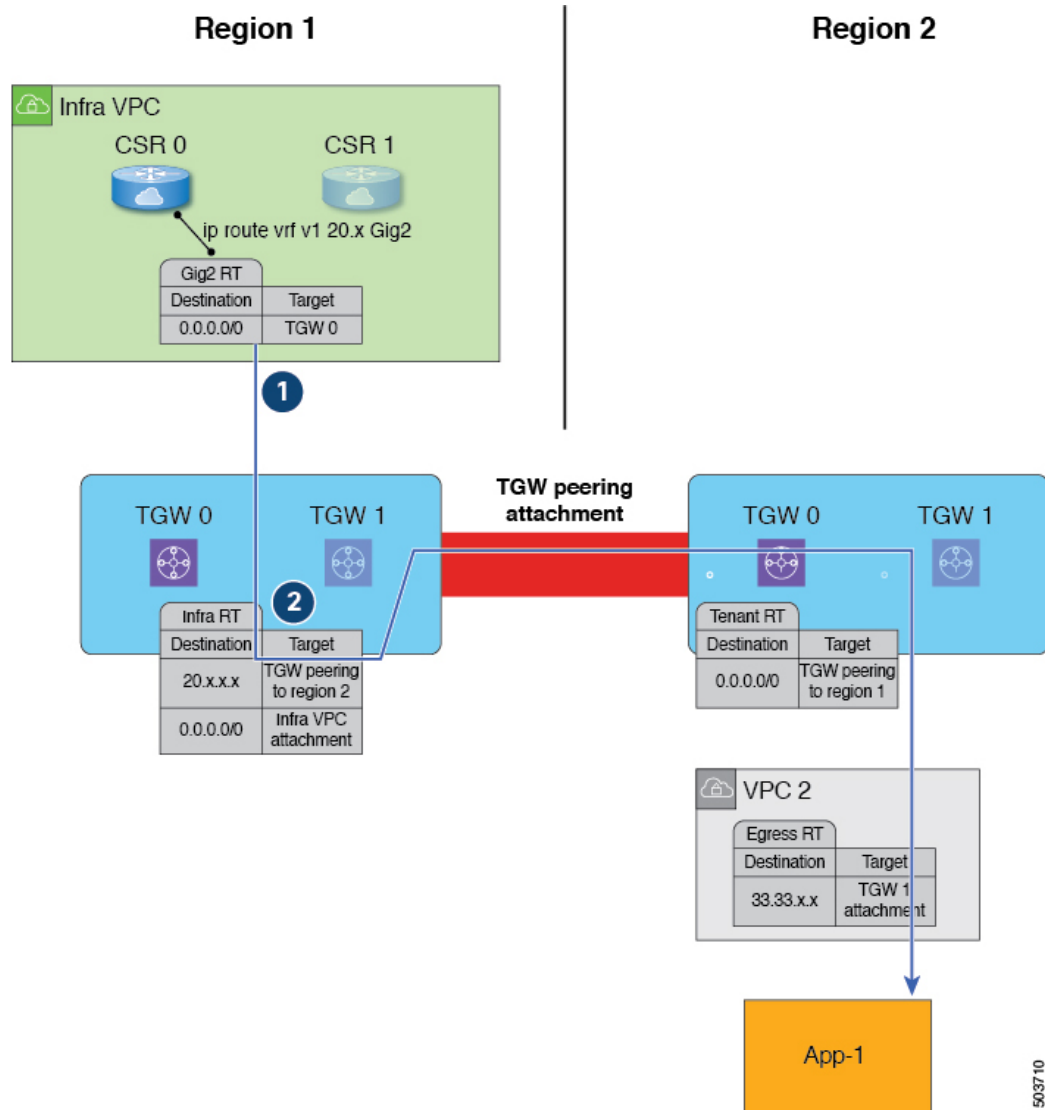 Region 1
Region 2
Infra VPC
CSR 0
CSR 1
ip route vrf v1 20.x Gig2
Gig2 RT
Destination
Target
0.0.0.0/0
TGW 0
1
TGW peering
attachment
TGW 0
TGW 1
TGW 0
TGW 1
2
Infra RT
Destination
Target
20.x.x.x
TGW peering
to region 2
0.0.0.0/0
Infra VPC
attachment
Tenant RT
Destination
Target
0.0.0.0/0
TGW peering
to region 1
VPC 2
Egress RT
Destination
Target
33.33.x.x
TGW 1
attachment
App-1
503710